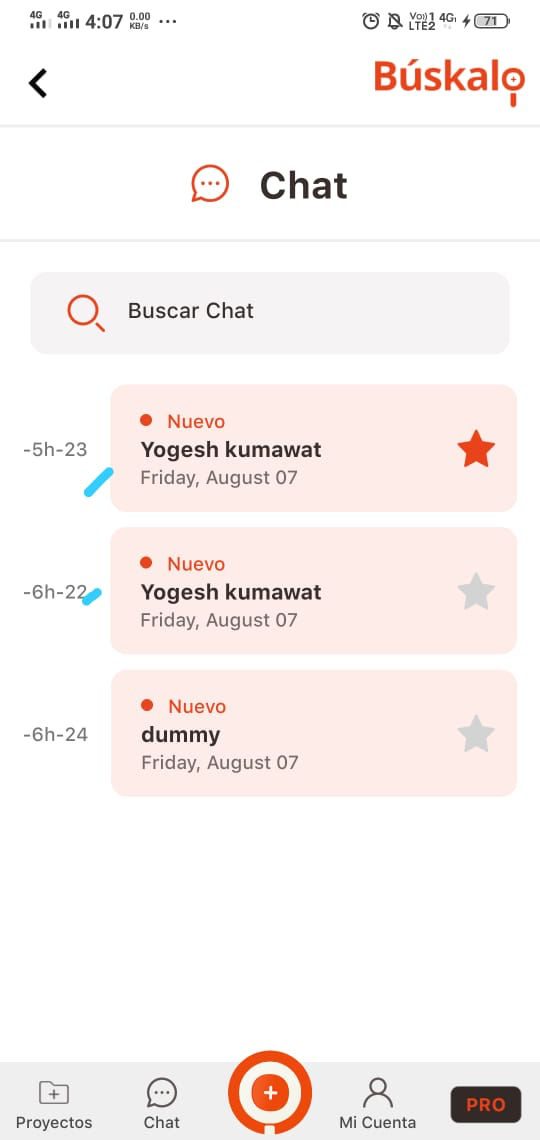 4G 4G 4:07 0.00 KB/s ... Vo)) 1 LTE2 4G 71
Búskalo
Chat
Buscar Chat
Nuevo
-5h-23 Yogesh kumawat
Friday, August 07
Nuevo
-6h-22 Yogesh kumawat
Friday, August 07
Nuevo
-6h-24 dummy
Friday, August 07
Proyectos Chat Mi Cuenta PRO